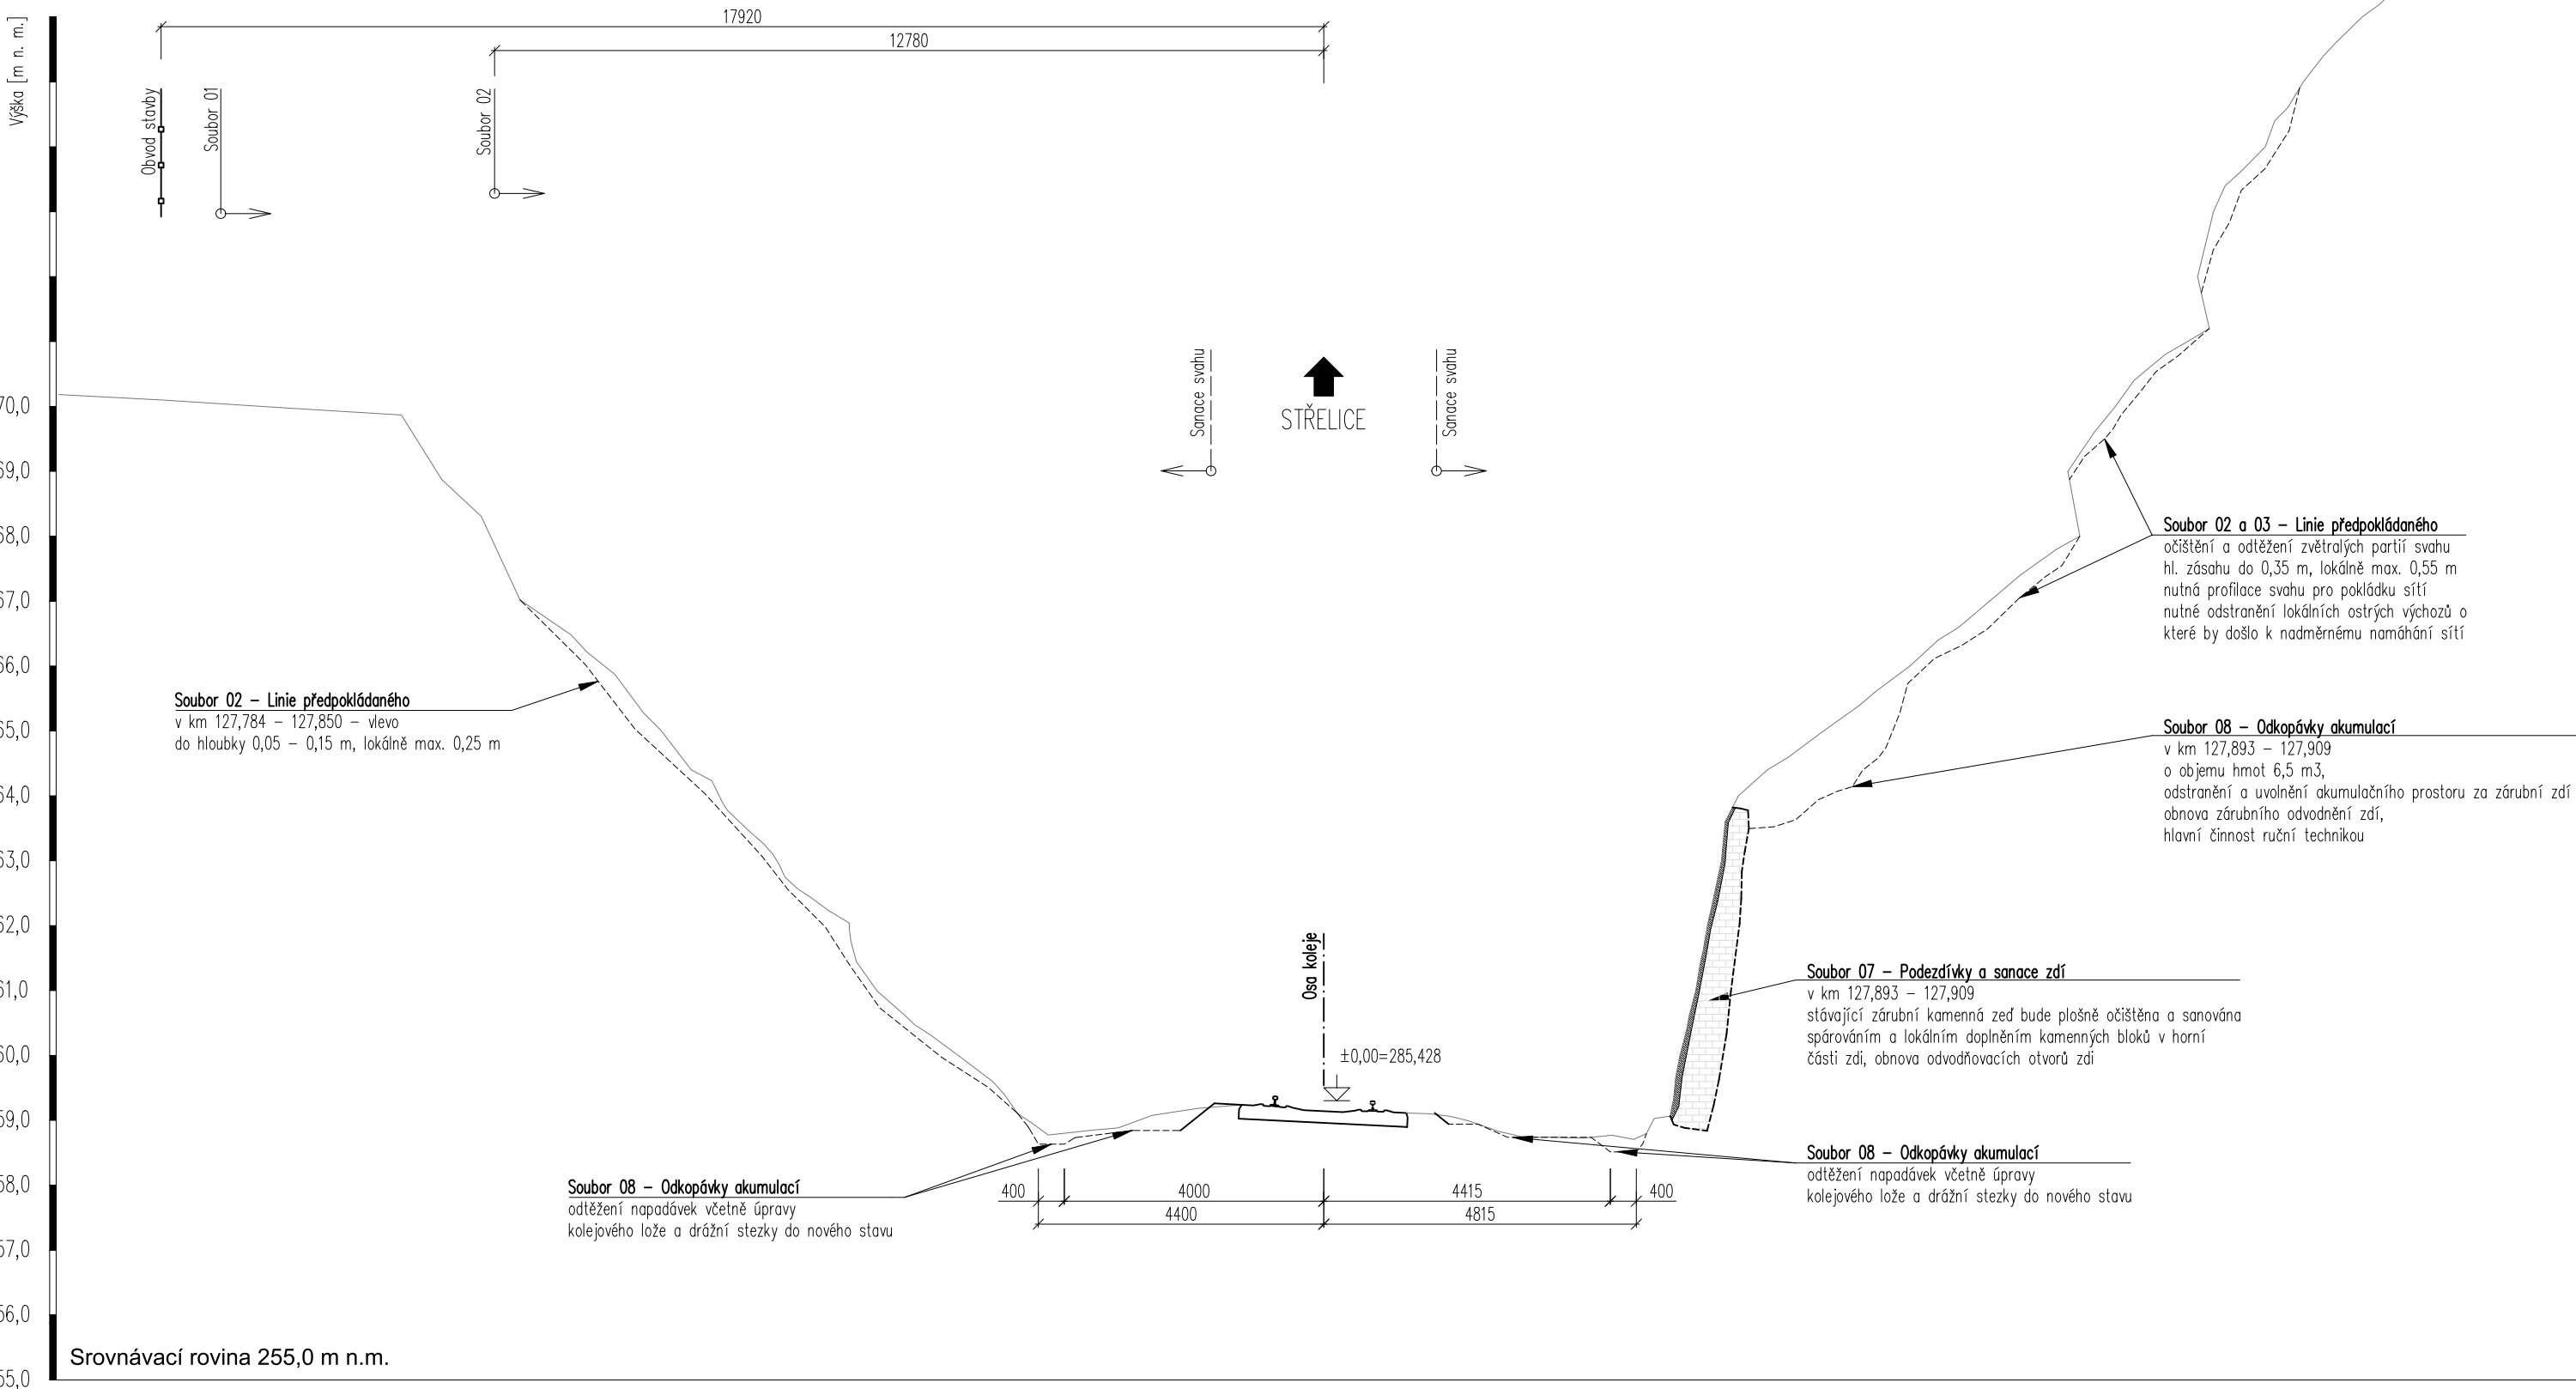 Výška [m n. m.]
17920
12780
Obvod stavby
Soubor 01
Soubor 02
Sanace svahu
STŘELICE
Sanace svahu
70,0
69,0
68,0
67,0
66,0
65,0
64,0
63,0
62,0
61,0
60,0
59,0
58,0
57,0
56,0
55,0
Soubor 02 a 03 – Linie předpokládaného
očištění a odtěžení zvětralých partií svahu
hl. zásahu do 0,35 m, lokálně max. 0,55 m
nutná profilace svahu pro pokládku sítí
nutné odstranění lokálních ostrých výchozů o
které by došlo k nadměrnému namáhání sítí
Soubor 02 – Linie předpokládaného
v km 127,784 – 127,850 – vlevo
do hloubky 0,05 – 0,15 m, lokálně max. 0,25 m
Soubor 08 – Odkopávky akumulací
v km 127,893 – 127,909
o objemu hmot 6,5 m3,
odstranění a uvolnění akumulačního prostoru za zárubní zdí
obnova zárubního odvodnění zdí,
hlavní činnost ruční technikou
Osa koleje
±0,00=285,428
Soubor 07 – Podezdívky a sanace zdí
v km 127,893 – 127,909
stávající zárubní kamenná zeď bude plošně očištěna a sanována
spárováním a lokálním doplněním kamenných bloků v horní
části zdi, obnova odvodňovacích otvorů zdi
Soubor 08 – Odkopávky akumulací
odtěžení napadávek včetně úpravy
kolejového lože a drážní stezky do nového stavu
Soubor 08 – Odkopávky akumulací
odtěžení napadávek včetně úpravy
kolejového lože a drážní stezky do nového stavu
400
4000
4415
400
4400
4815
Srovnávací rovina 255,0 m n.m.